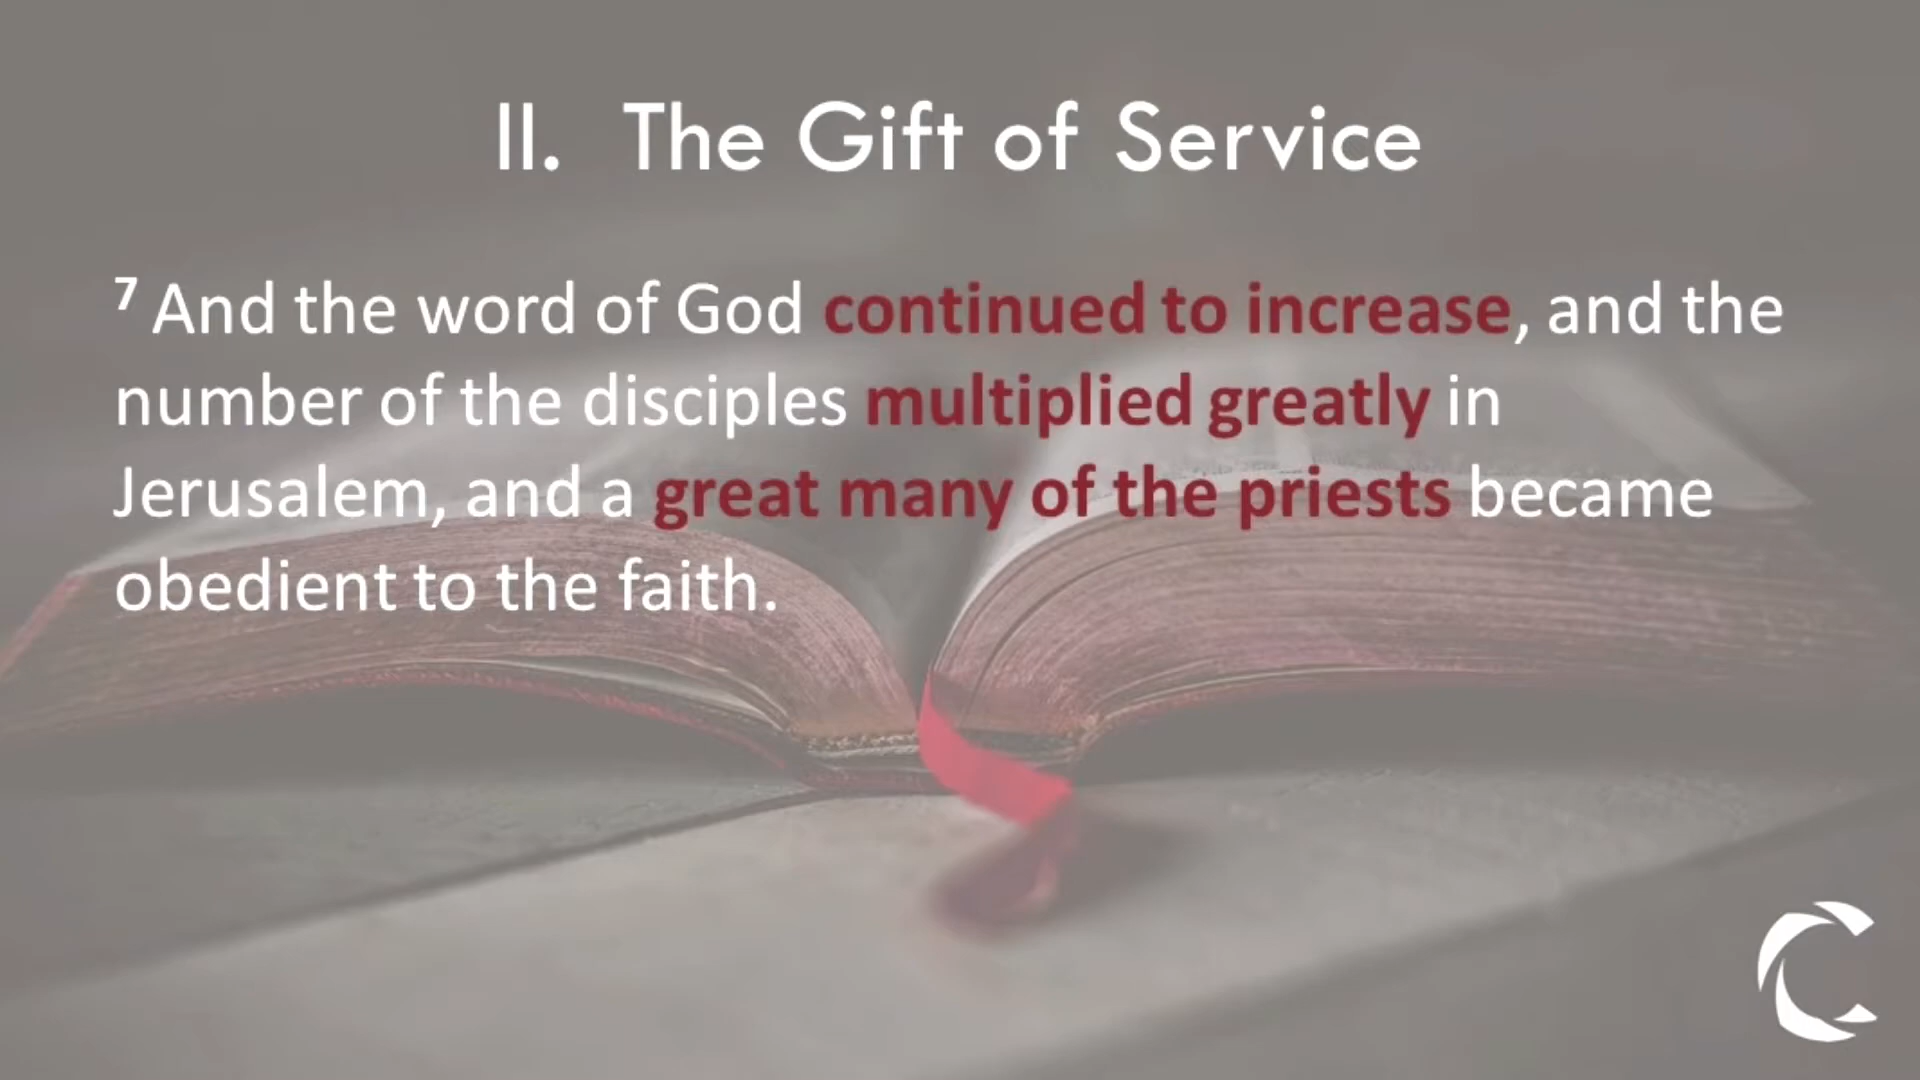 II. The Gift of Service
⁷ And the word of God continued to increase, and the
number of the disciples multiplied greatly in
Jerusalem, and a great many of the priests became
obedient to the faith.